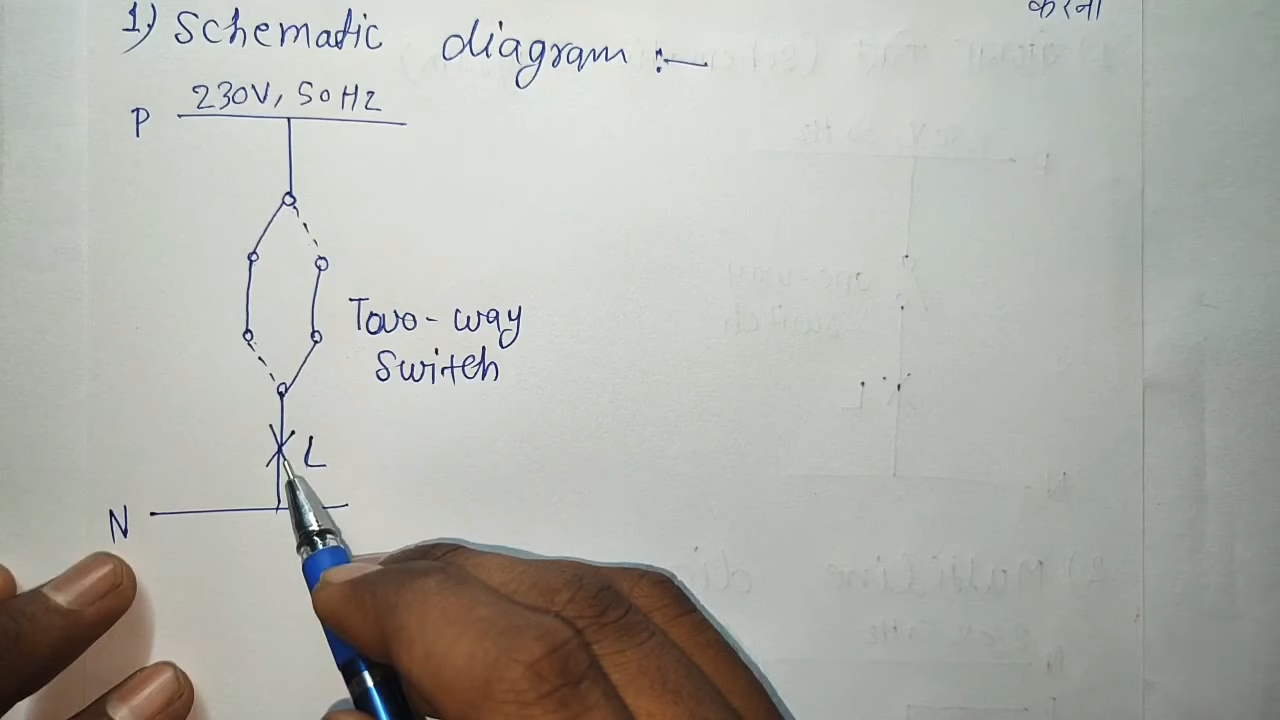 करना
1.) Schematic diagram :-
230V, 50Hz
P
Two-way
Switch
L
N